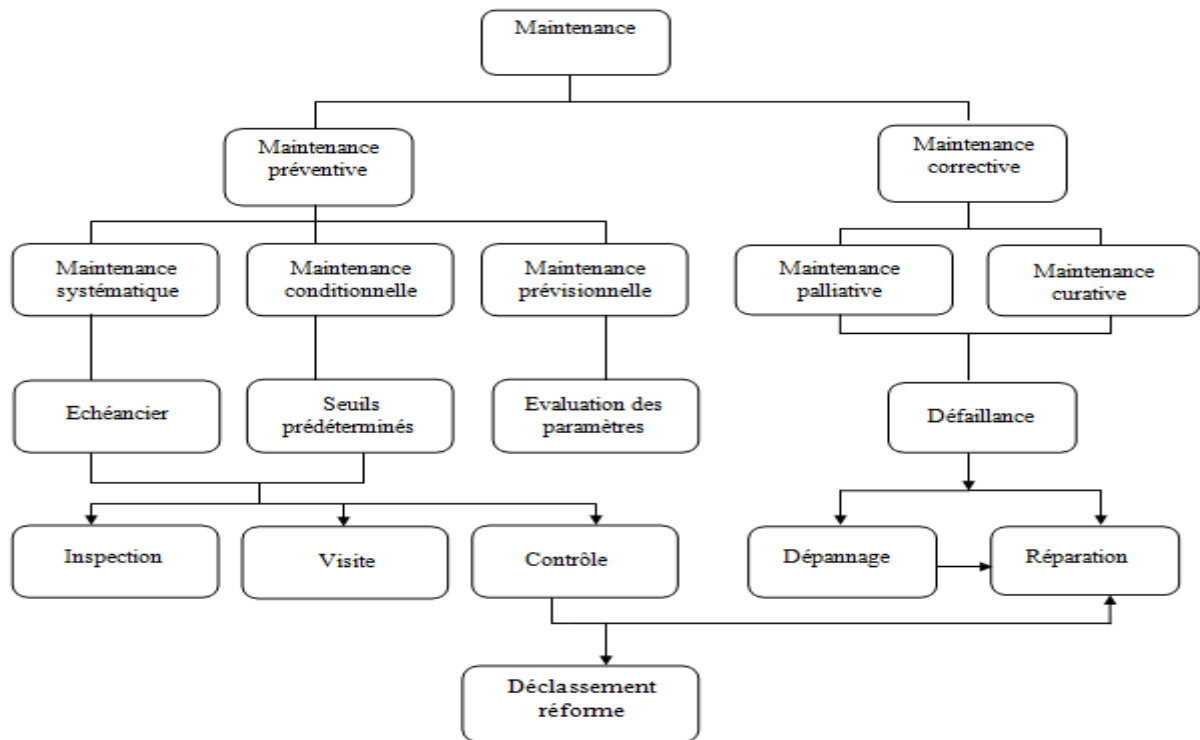 Maintenance
Maintenance
préventive
Maintenance
corrective
Maintenance
systématique
Maintenance
conditionnelle
Maintenance
prévisionnelle
Maintenance
palliative
Maintenance
curative
Echéancier
Seuils
prédéterminés
Evaluation des
paramètres
Défaillance
Inspection
Visite
Contrôle
Dépannage
Réparation
Déclassement
réforme